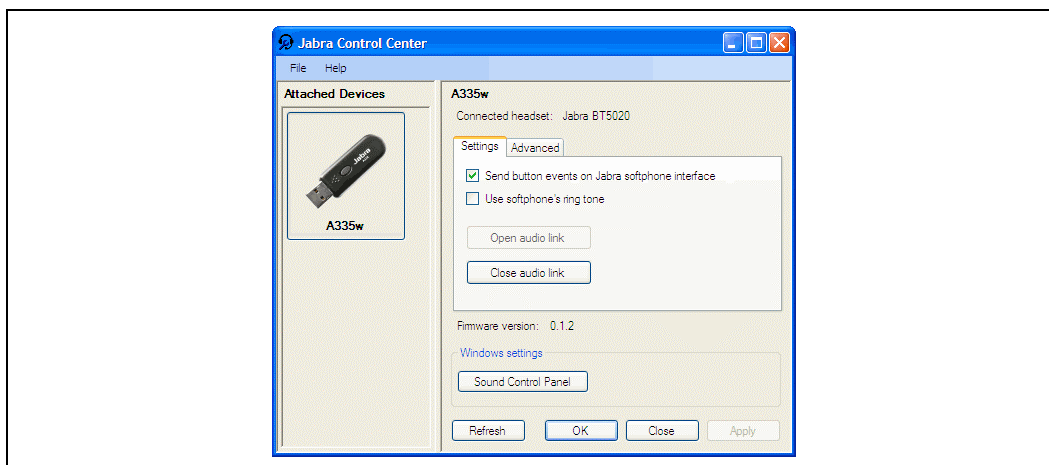 Jabra Control Center
File Help
Attached Devices
Jabra
A335w
A335w
Connected headset: Jabra BT5020
Settings Advanced
Send button events on Jabra softphone interface
Use softphone's ring tone
Open audio link
Close audio link
Firmware version: 0.1.2
Windows settings
Sound Control Panel
Refresh OK Close Apply